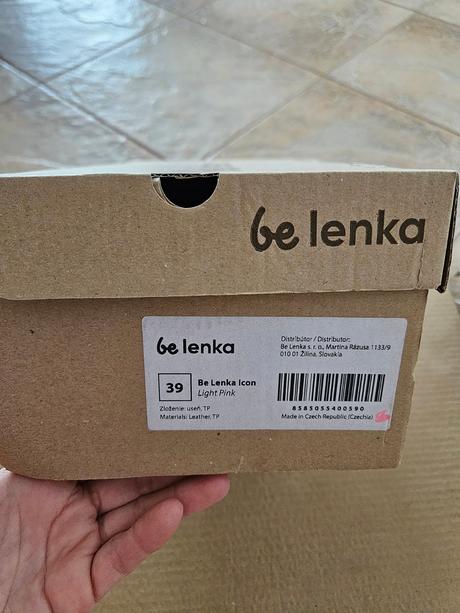 be lenka
be lenka
Distribútor / Distributor:
Be Lenka s. r. o., Martina Rázusa 1133/9
010 01 Žilina, Slovakia
39
Be Lenka Icon
Light Pink
Zloženie: useň, TP
Materials: Leather, TP
8585055400590
Made in Czech Republic (Czechia)